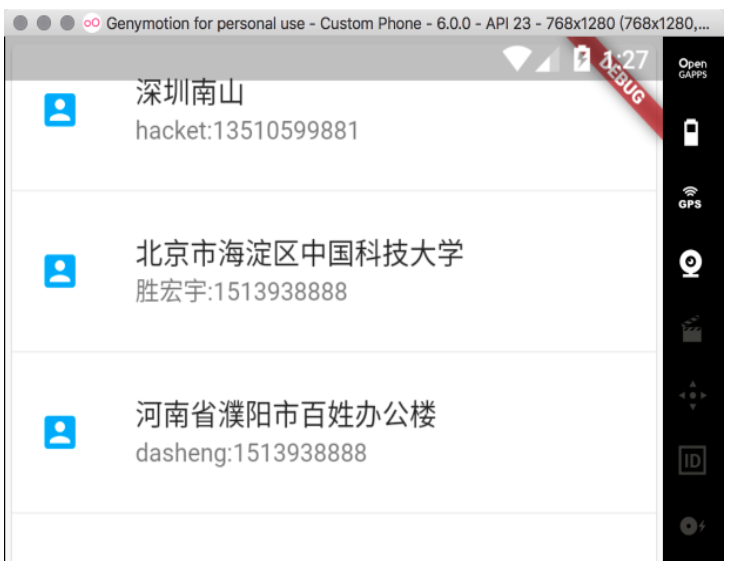 Genymotion for personal use - Custom Phone - 6.0.0 - API 23 - 768x1280 (768x1280,...
1:27
DEBUG
Open
GAPPS
深圳南山
hacket:13510599881
GPS
北京市海淀区中国科技大学
胜宏宇:1513938888
河南省濮阳市百姓办公楼
dasheng:1513938888
ID